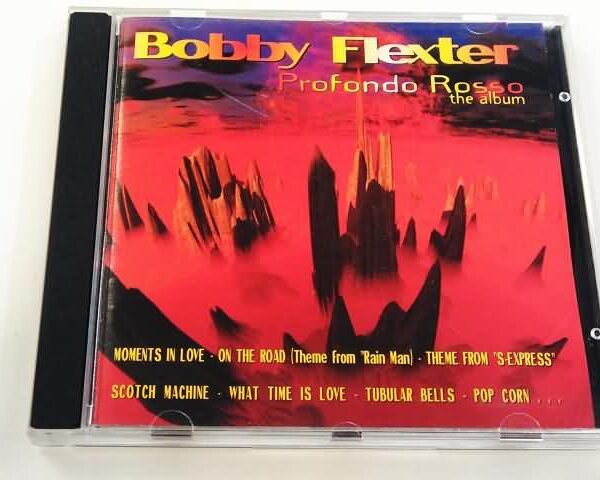 Bobby Flexter
Profondo Rosso
the album
MOMENTS IN LOVE - ON THE ROAD (Theme from "Rain Man) - THEME FROM "S-EXPRESS"
SCOTCH MACHINE - WHAT TIME IS LOVE - TUBULAR BELLS - POP CORN . . .